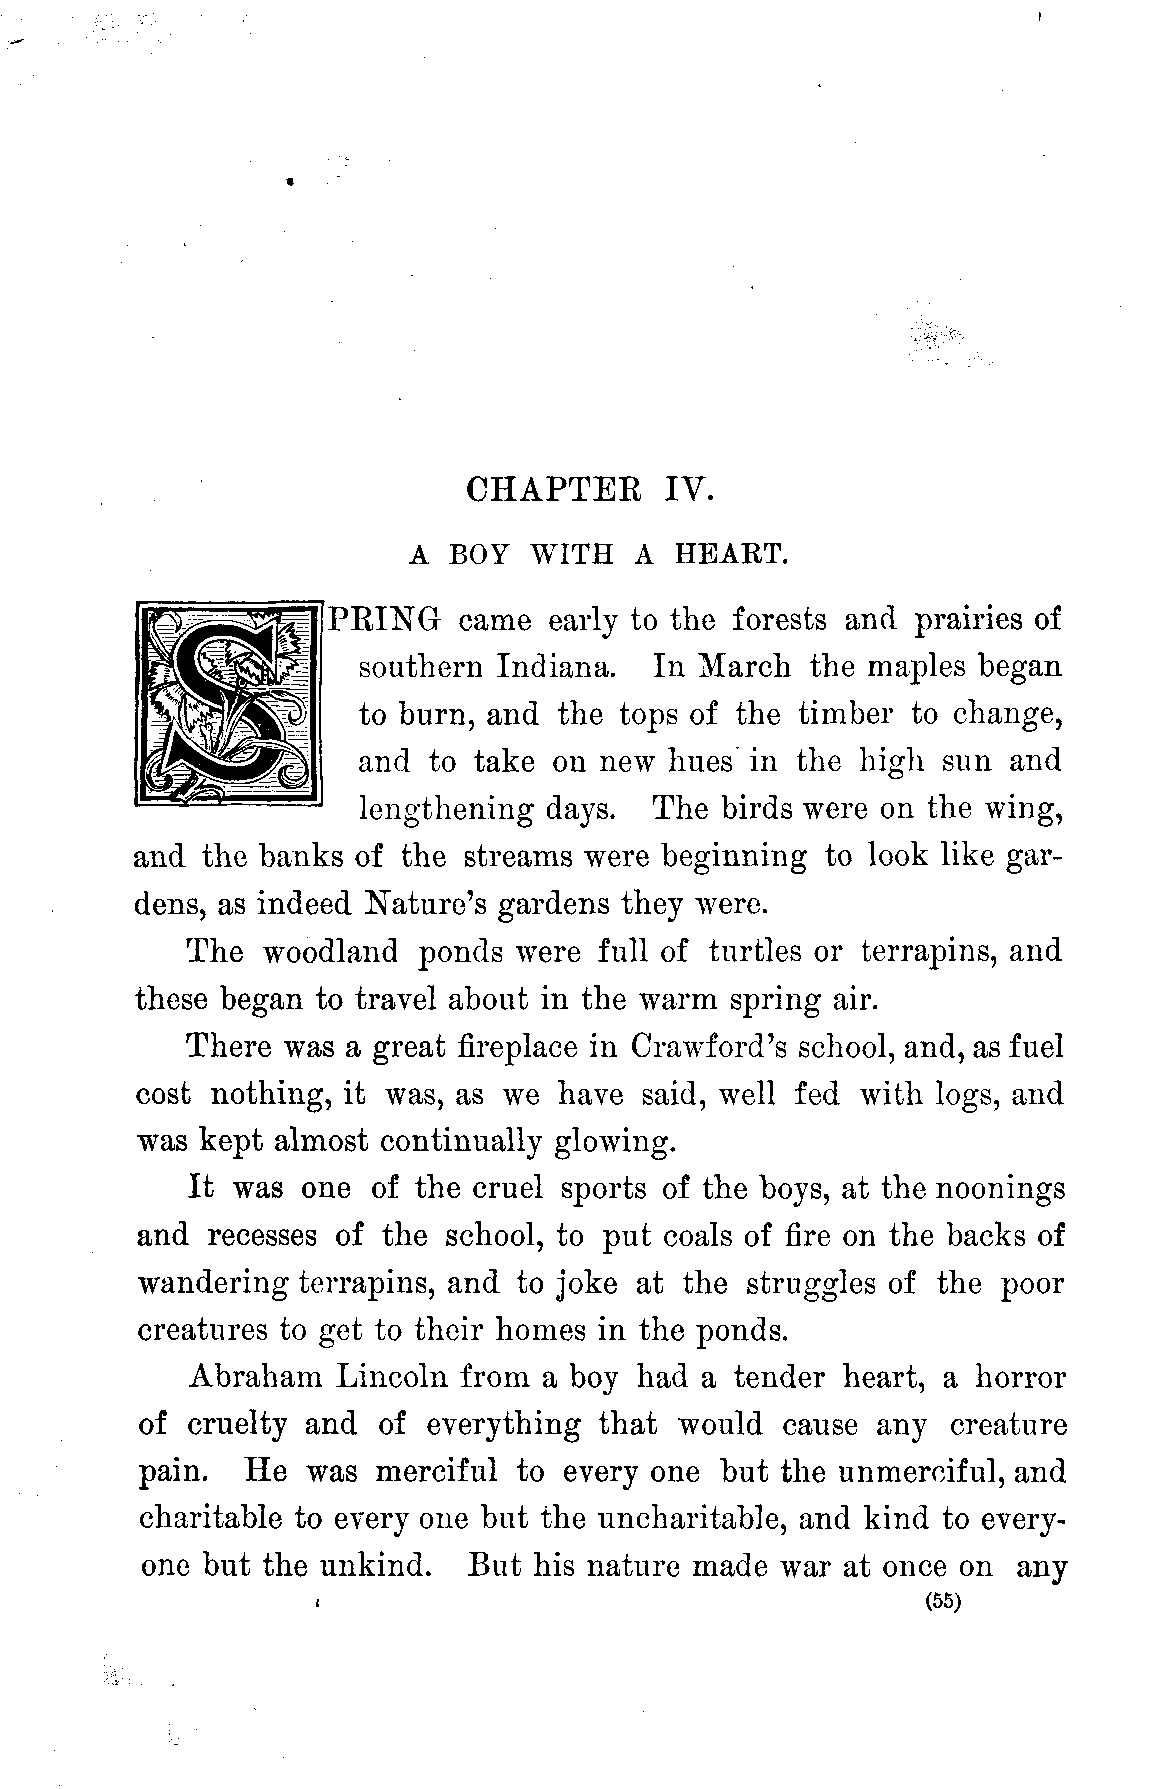 CHAPTER IV.
A BOY WITH A HEART.
SPRING came early to the forests and prairies of
southern Indiana. In March the maples began
to burn, and the tops of the timber to change,
and to take on new hues in the high sun and
lengthening days. The birds were on the wing,
and the banks of the streams were beginning to look like gar-
dens, as indeed Nature's gardens they were.
The woodland ponds were full of turtles or terrapins, and
these began to travel about in the warm spring air.
There was a great fireplace in Crawford's school, and, as fuel
cost nothing, it was, as we have said, well fed with logs, and
was kept almost continually glowing.
It was one of the cruel sports of the boys, at the noonings
and recesses of the school, to put coals of fire on the backs of
wandering terrapins, and to joke at the struggles of the poor
creatures to get to their homes in the ponds.
Abraham Lincoln from a boy had a tender heart, a horror
of cruelty and of everything that would cause any creature
pain. He was merciful to every one but the unmerciful, and
charitable to every one but the uncharitable, and kind to every-
one but the unkind. But his nature made war at once on any
(55)